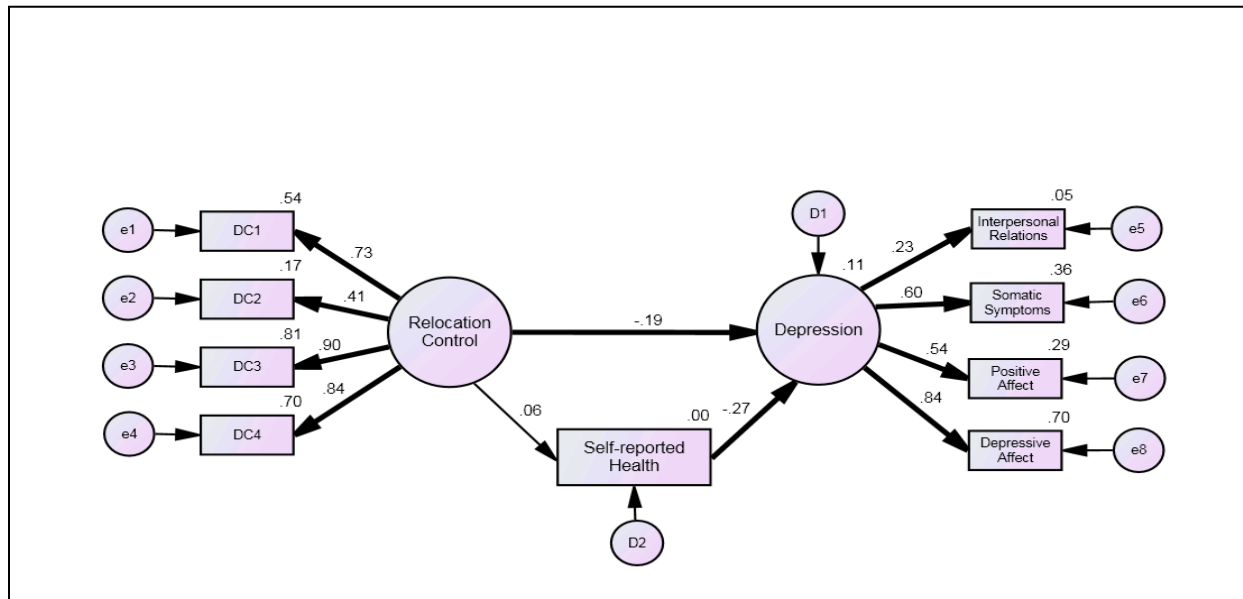 D1
.05
.54
Interpersonal
Relations
e5
e1
DC1
.23
.73
.11
.17
.36
e2
DC2
.41
.60
Somatic
Symptoms
e6
Relocation
Control
-.19
Depression
.81
.90
.54
.29
e3
DC3
Positive
Affect
e7
.84
.84
.70
.06
.00
-.27
.70
e4
DC4
Self-reported
Health
Depressive
Affect
e8
D2